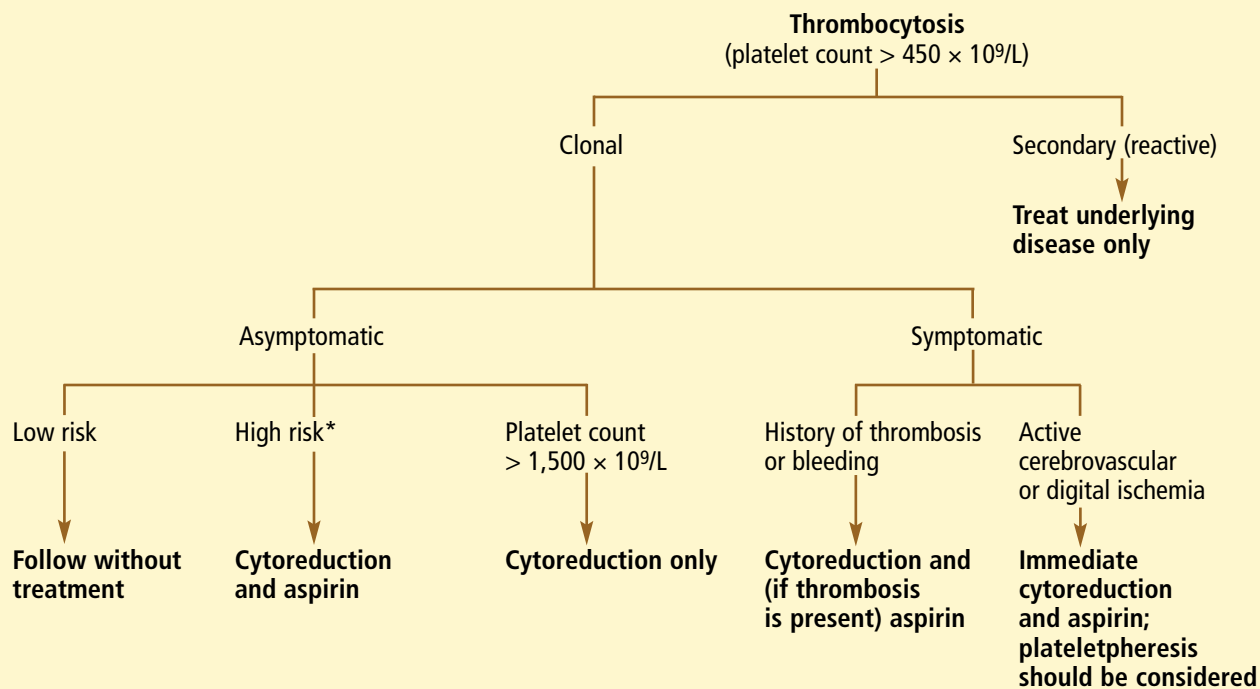 Thrombocytosis
(platelet count > 450 × 10⁹/L)
Clonal
Secondary (reactive)
Treat underlying
disease only
Asymptomatic
Symptomatic
Low risk
High risk*
Platelet count
> 1,500 × 10⁹/L
History of thrombosis
or bleeding
Active
cerebrovascular
or digital ischemia
Follow without
treatment
Cytoreduction
and aspirin
Cytoreduction only
Cytoreduction and
(if thrombosis
is present) aspirin
Immediate
cytoreduction
and aspirin;
plateletpheresis
should be considered